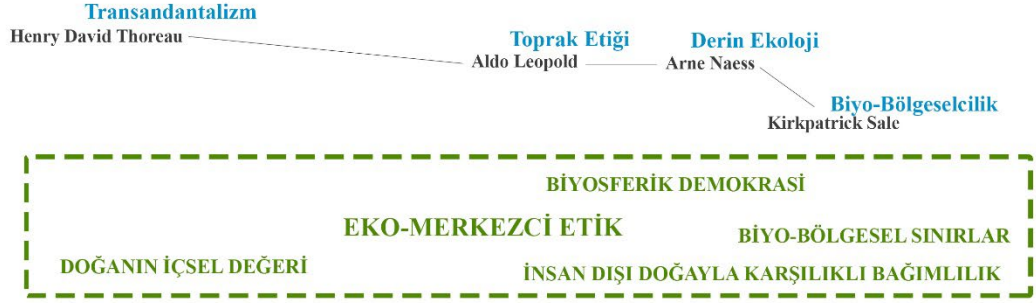 Transandantalizm
Henry David Thoreau
Toprak Etiği
Aldo Leopold
Derin Ekoloji
Arne Naess
Biyo-Bölgeselcilik
Kirkpatrick Sale
BİYOSFERİK DEMOKRASİ
EKO-MERKEZCİ ETİK
BİYO-BÖLGESEL SINIRLAR
DOĞANIN İÇSEL DEĞERİ
İNSAN DIŞI DOĞAYLA KARŞILIKLI BAĞIMLILIK